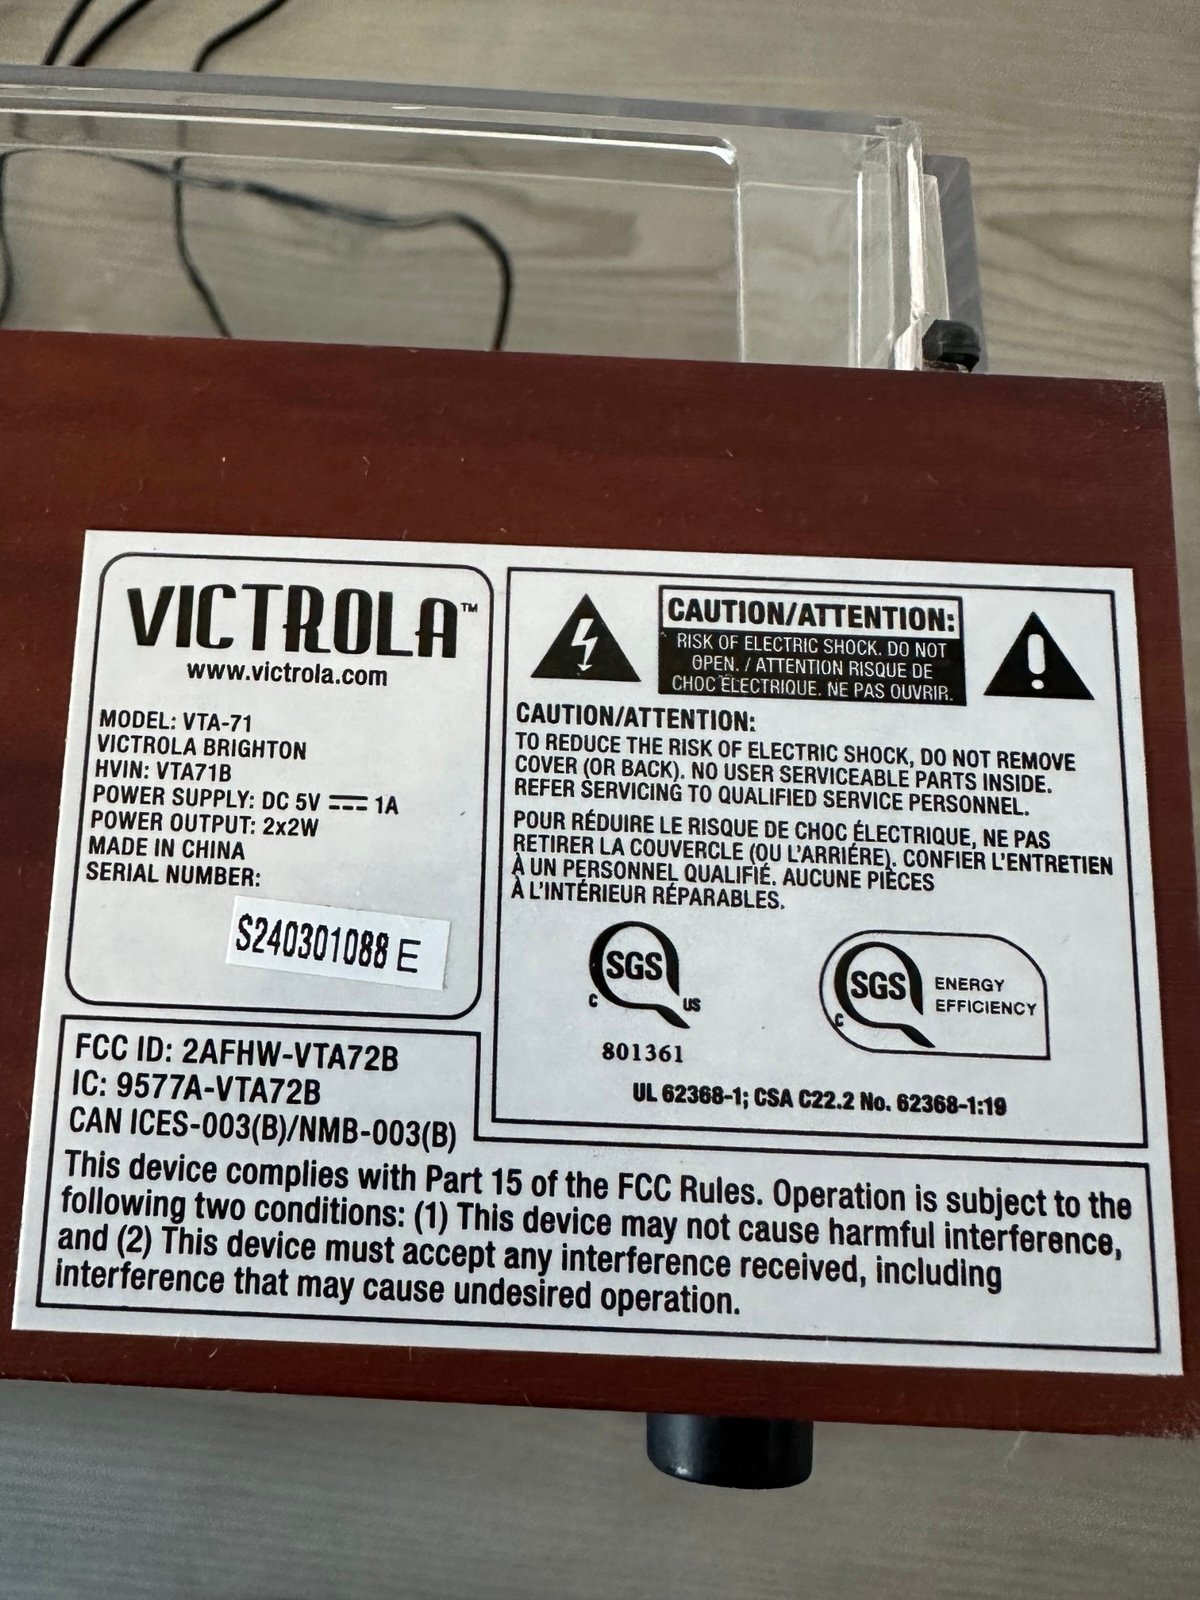 VICTROLA™
www.victrola.com
MODEL: VTA-71
VICTROLA BRIGHTON
HVIN: VTA71B
POWER SUPPLY: DC 5V ⎓ 1A
POWER OUTPUT: 2x2W
MADE IN CHINA
SERIAL NUMBER:
S240301088 E
CAUTION/ATTENTION:
RISK OF ELECTRIC SHOCK. DO NOT
OPEN. / ATTENTION RISQUE DE
CHOC ÉLECTRIQUE. NE PAS OUVRIR.
CAUTION/ATTENTION:
TO REDUCE THE RISK OF ELECTRIC SHOCK, DO NOT REMOVE
COVER (OR BACK). NO USER SERVICEABLE PARTS INSIDE.
REFER SERVICING TO QUALIFIED SERVICE PERSONNEL.
POUR RÉDUIRE LE RISQUE DE CHOC ÉLECTRIQUE, NE PAS
RETIRER LA COUVERCLE (OU L'ARRIÉRE). CONFIER L'ENTRETIEN
À UN PERSONNEL QUALIFIÉ. AUCUNE PIÈCES
À L'INTÉRIEUR RÉPARABLES.
SGS
C US
801361
SGS
C
ENERGY
EFFICIENCY
UL 62368-1; CSA C22.2 No. 62368-1:19
FCC ID: 2AFHW-VTA72B
IC: 9577A-VTA72B
CAN ICES-003(B)/NMB-003(B)
This device complies with Part 15 of the FCC Rules. Operation is subject to the
following two conditions: (1) This device may not cause harmful interference,
and (2) This device must accept any interference received, including
interference that may cause undesired operation.